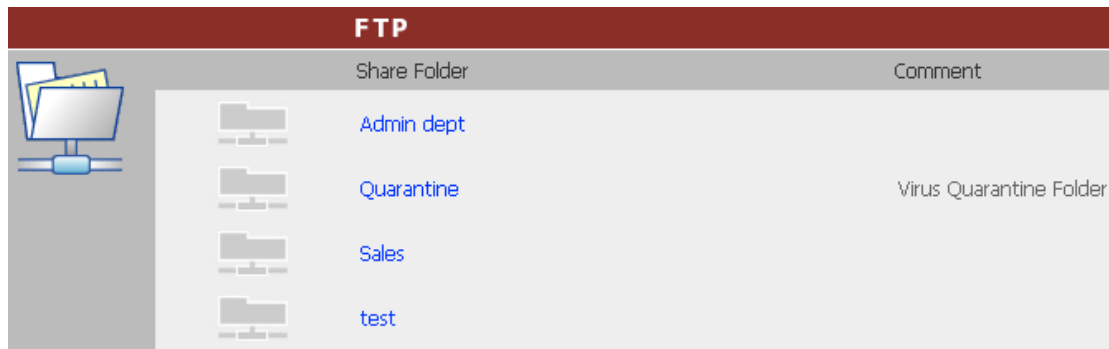 FTP
Share Folder Comment
Admin dept
Quarantine Virus Quarantine Folder
Sales
test